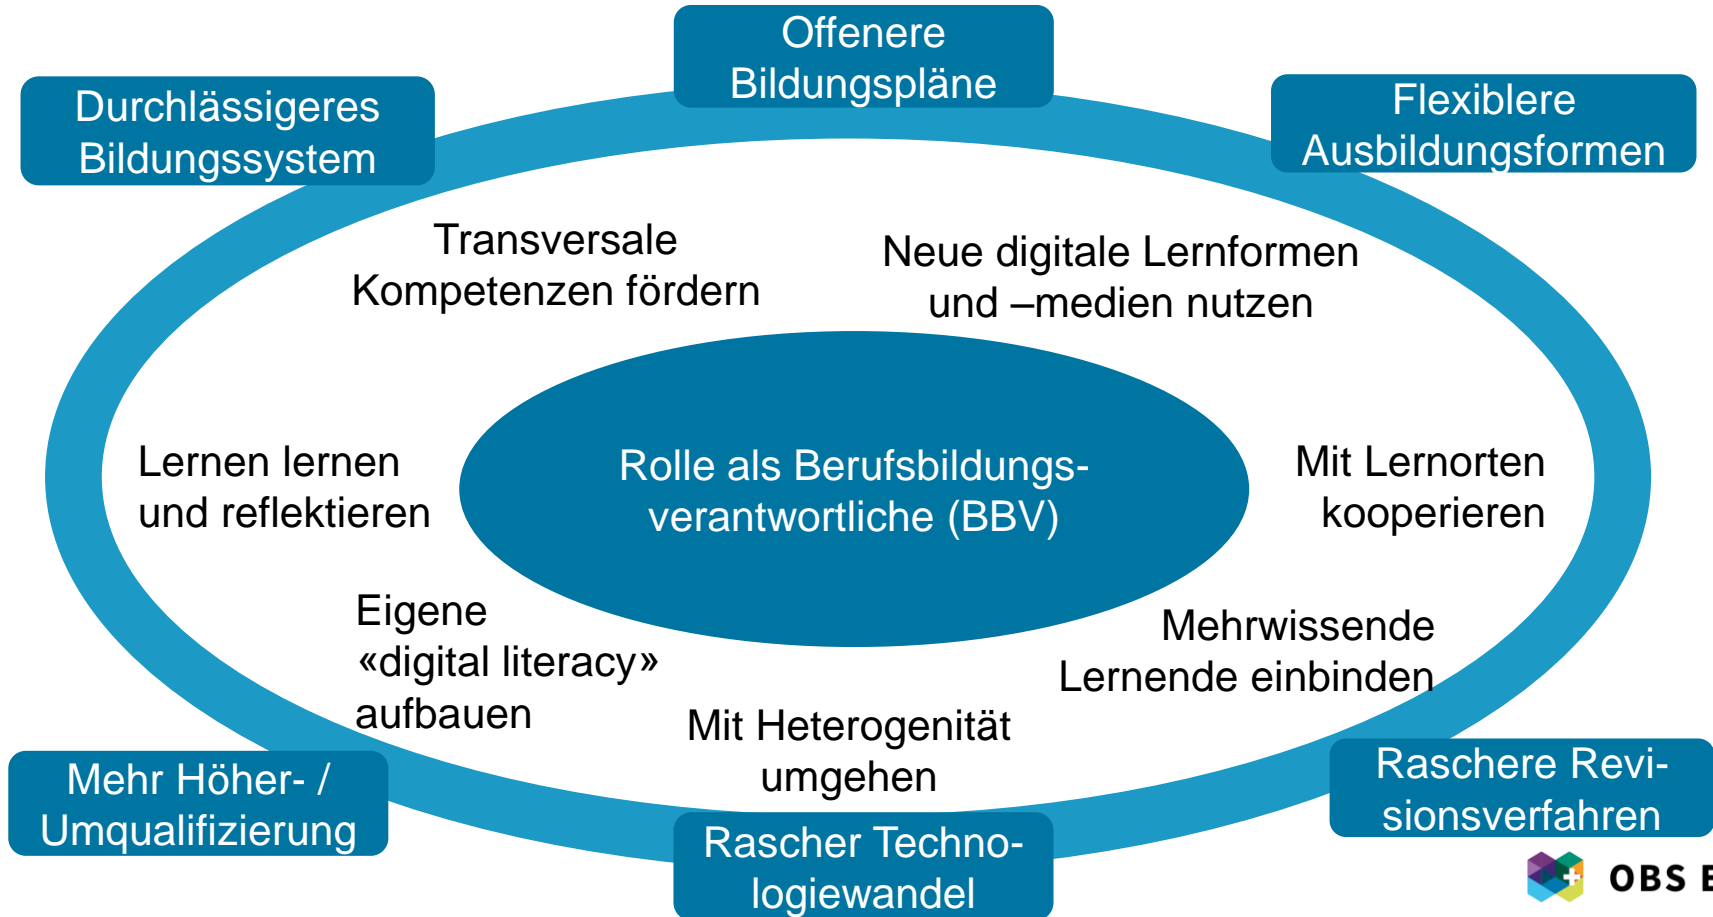 Offenere
Bildungspläne
Durchlässigeres
Bildungssystem
Flexiblere
Ausbildungsformen
Transversale
Kompetenzen fördern
Neue digitale Lernformen
und –medien nutzen
Lernen lernen
und reflektieren
Rolle als Berufsbildungs-
verantwortliche (BBV)
Mit Lernorten
kooperieren
Eigene
«digital literacy»
aufbauen
Mehrwissende
Lernende einbinden
Mit Heterogenität
umgehen
Mehr Höher- /
Umqualifizierung
Rascher Techno-
logiewandel
Raschere Revi-
sionsverfahren
OBS